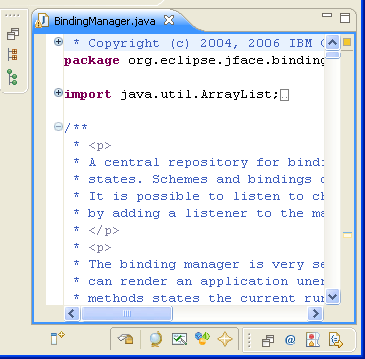 BindingManager.java
* Copyright (c) 2004, 2006 IBM
package org.eclipse.jface.binding
import java.util.ArrayList;
/**
* <p>
* A central repository for bindi
* states. Schemes and bindings
* It is possible to listen to ch
* by adding a listener to the ma
* </p>
* <p>
* The binding manager is very se
* can render an application uner
* methods states the current run
@